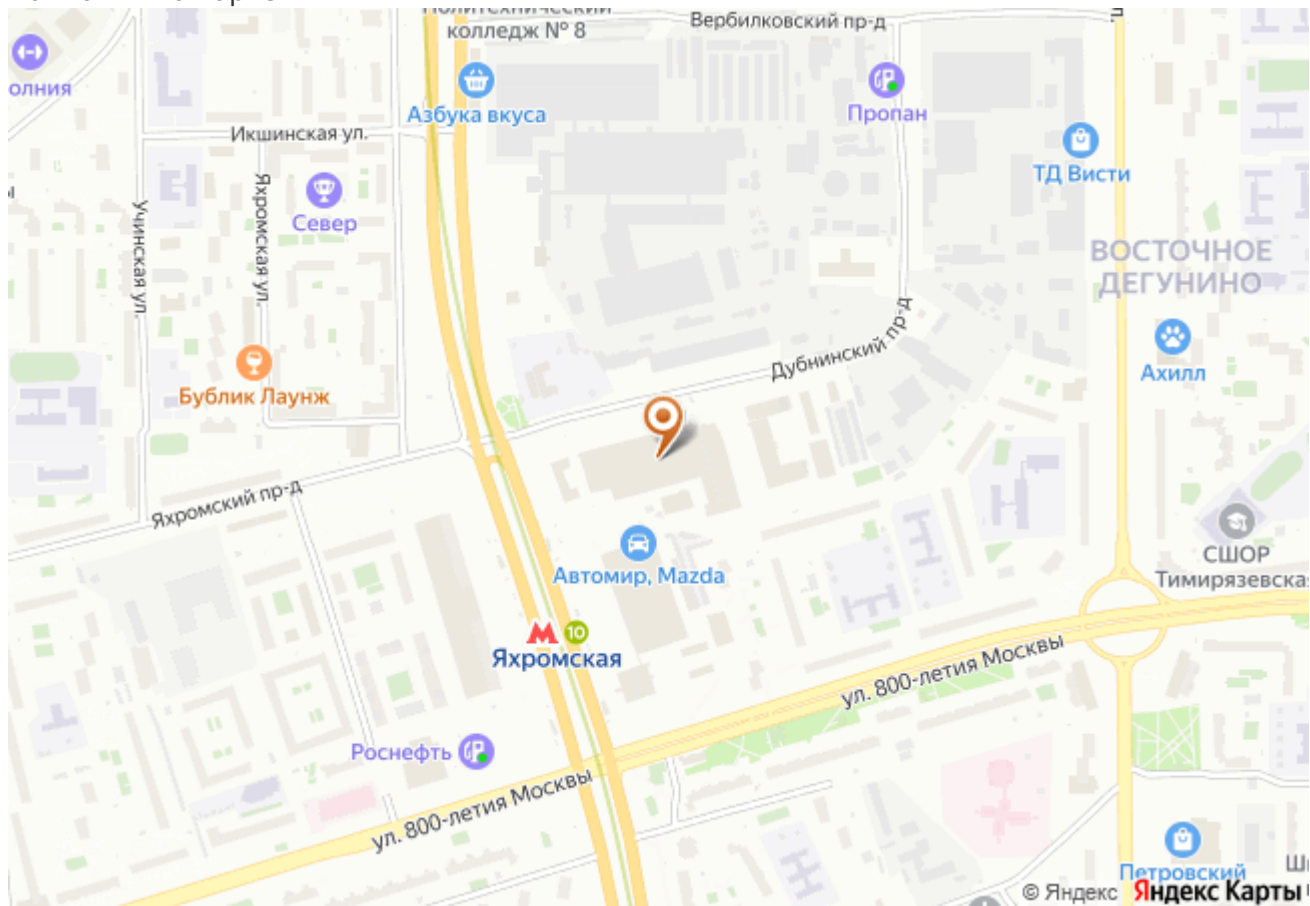 Политехнический
колледж № 8
Вербилковский пр-д
олния
Азбука вкуса
Пропан
Икшинская ул.
ТД Висти
Север
Учинская ул.
Яхромская ул.
ВОСТОЧНОЕ
ДЕГУНИНО
Дубнинский пр-д
Ахилл
Бублик Лаунж
Яхромский пр-д
СШОР
Тимирязевска
Автомир, Mazda
М 10
Яхромская
ул. 800-летия Москвы
Роснефть
ул. 800-летия Москвы
Петровский
© Яндекс Яндекс Карты